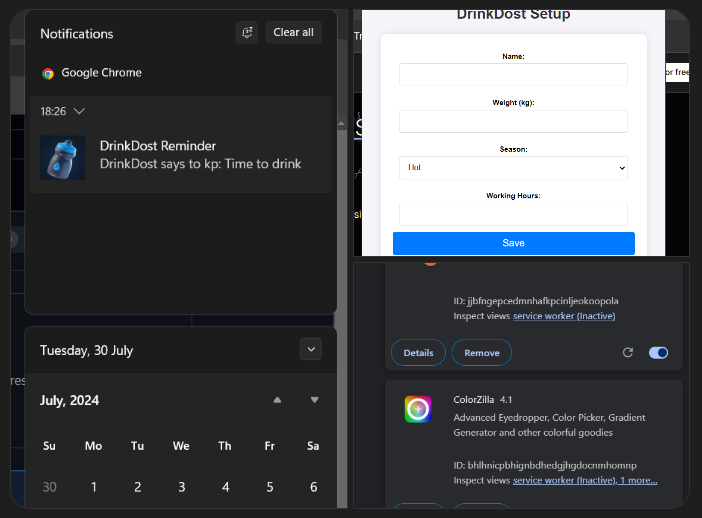 Notifications
Clear all
Google Chrome
18:26
DrinkDost Reminder
DrinkDost says to kp: Time to drink
Tuesday, 30 July
July, 2024
Su Mo Tu We Th Fr Sa
30 1 2 3 4 5 6
DrinkDost Setup
Name:
Weight (kg):
Season:
Hot
Working Hours:
Save
or free
ID: jjbfngepcedmnhafkpcinljeokoopola
Inspect views service worker (Inactive)
Details
Remove
ColorZilla 4.1
Advanced Eyedropper, Color Picker, Gradient
Generator and other colorful goodies
ID: bhlhnicpbhignbdhedgjhgdocnmhomnp
Inspect views service worker (Inactive), 1 more...